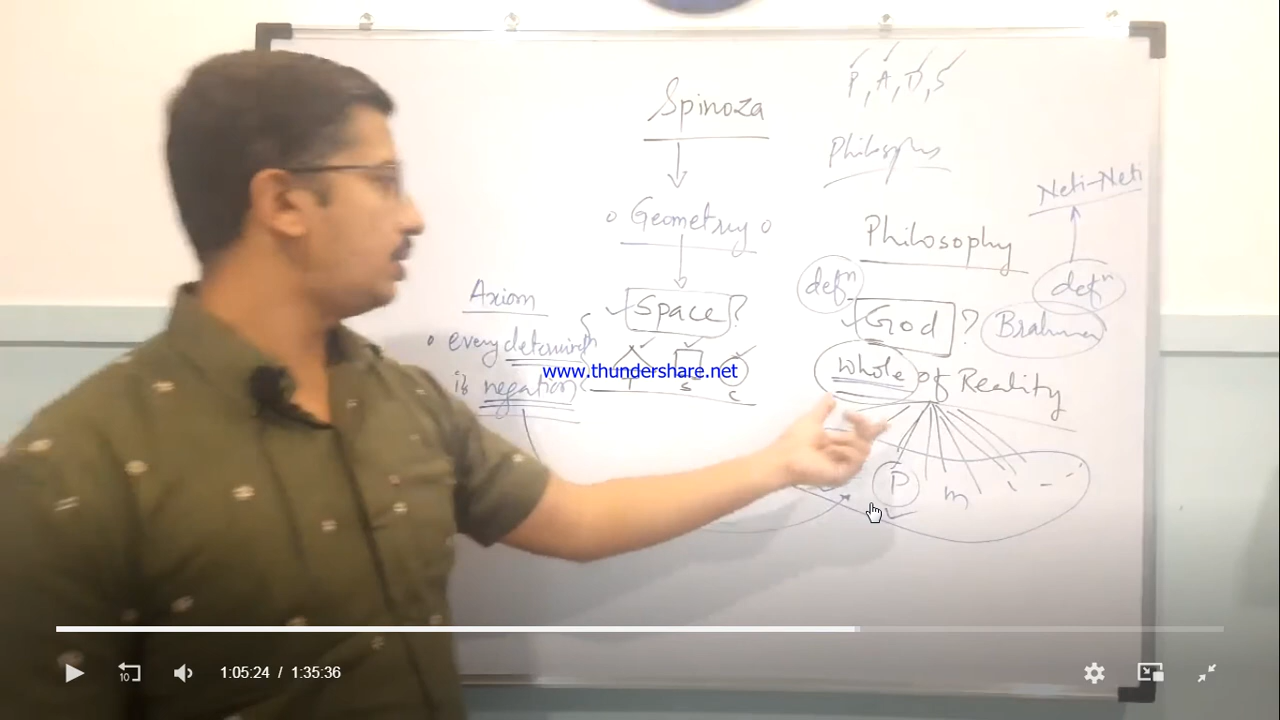 P, A, D, S
Spinoza
Philosophy
Neti-Neti
o Geometry o
Philosophy
Axiom
defⁿ
defⁿ
Space?
God ?
Brahman
• every
is negation
T
S
C
www.thundershare.net
Whole of Reality
P
m
1:05:24 / 1:35:36
10